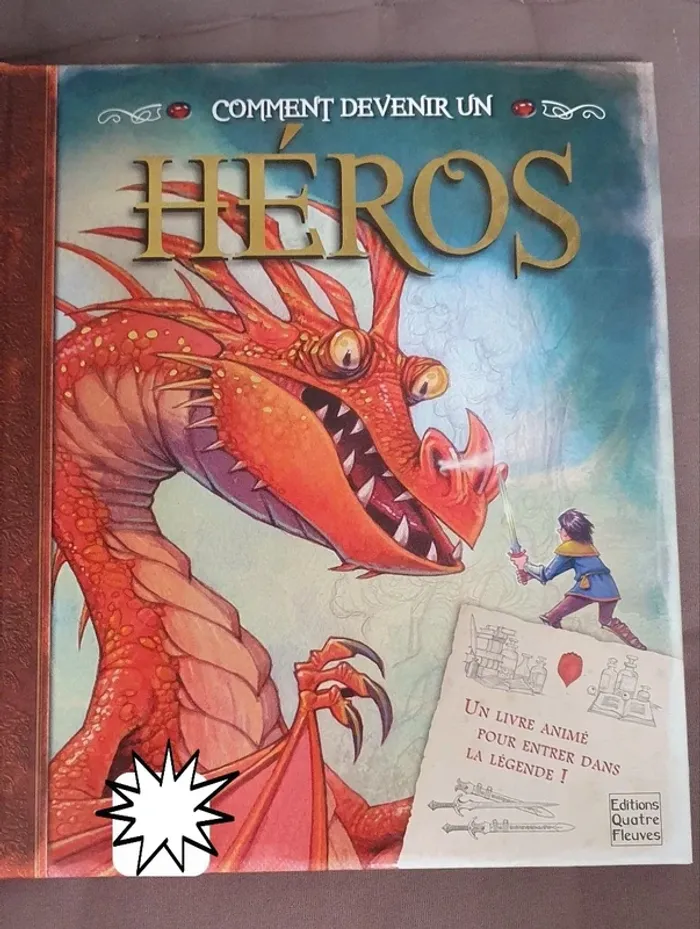 COMMENT DEVENIR UN
HÉROS
UN LIVRE ANIMÉ
POUR ENTRER DANS
LA LÉGENDE !
Editions
Quatre
Fleuves